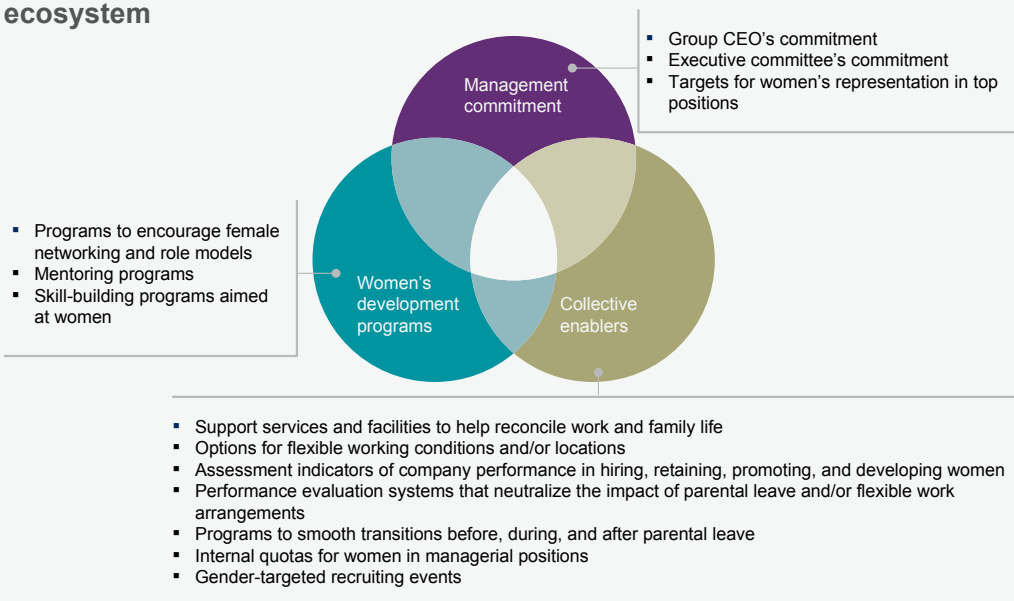 ecosystem
▪ Group CEO’s commitment
▪ Executive committee’s commitment
▪ Targets for women’s representation in top
positions
Management
commitment
▪ Programs to encourage female
networking and role models
▪ Mentoring programs
▪ Skill-building programs aimed
at women
Women’s
development
programs
Collective
enablers
▪ Support services and facilities to help reconcile work and family life
▪ Options for flexible working conditions and/or locations
▪ Assessment indicators of company performance in hiring, retaining, promoting, and developing women
▪ Performance evaluation systems that neutralize the impact of parental leave and/or flexible work
arrangements
▪ Programs to smooth transitions before, during, and after parental leave
▪ Internal quotas for women in managerial positions
▪ Gender-targeted recruiting events